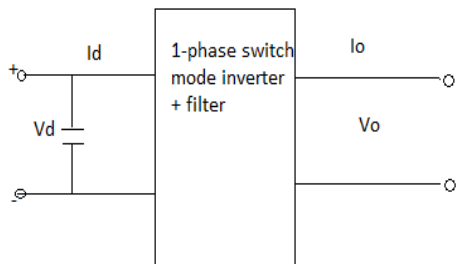 Id
1-phase switch
mode inverter
+ filter
Io
+
Vd
Vo
-